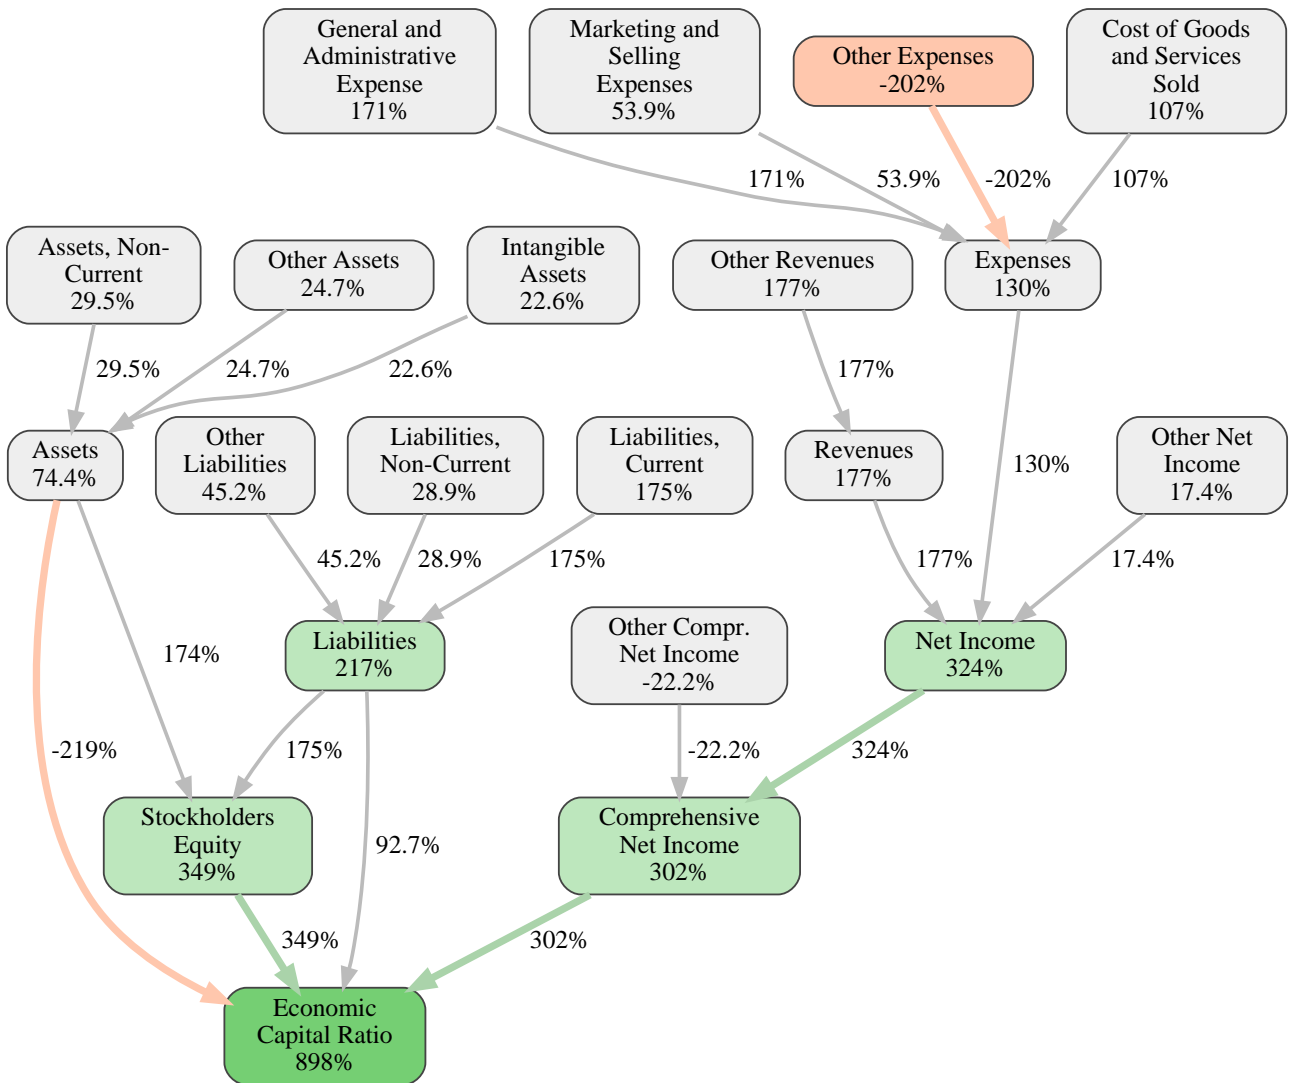 General and
Administrative
Expense
171%
Marketing and
Selling
Expenses
53.9%
Other Expenses
-202%
Cost of Goods
and Services
Sold
107%
171%
53.9%
-202%
107%
Assets, Non-
Current
29.5%
Other Assets
24.7%
Intangible
Assets
22.6%
Other Revenues
177%
Expenses
130%
29.5%
24.7%
22.6%
177%
Assets
74.4%
Other
Liabilities
45.2%
Liabilities,
Non-Current
28.9%
Liabilities,
Current
175%
Revenues
177%
130%
Other Net
Income
17.4%
45.2%
28.9%
175%
177%
17.4%
174%
Liabilities
217%
Other Compr.
Net Income
-22.2%
Net Income
324%
-219%
175%
-22.2%
324%
Stockholders
Equity
349%
92.7%
Comprehensive
Net Income
302%
349%
302%
Economic
Capital Ratio
898%